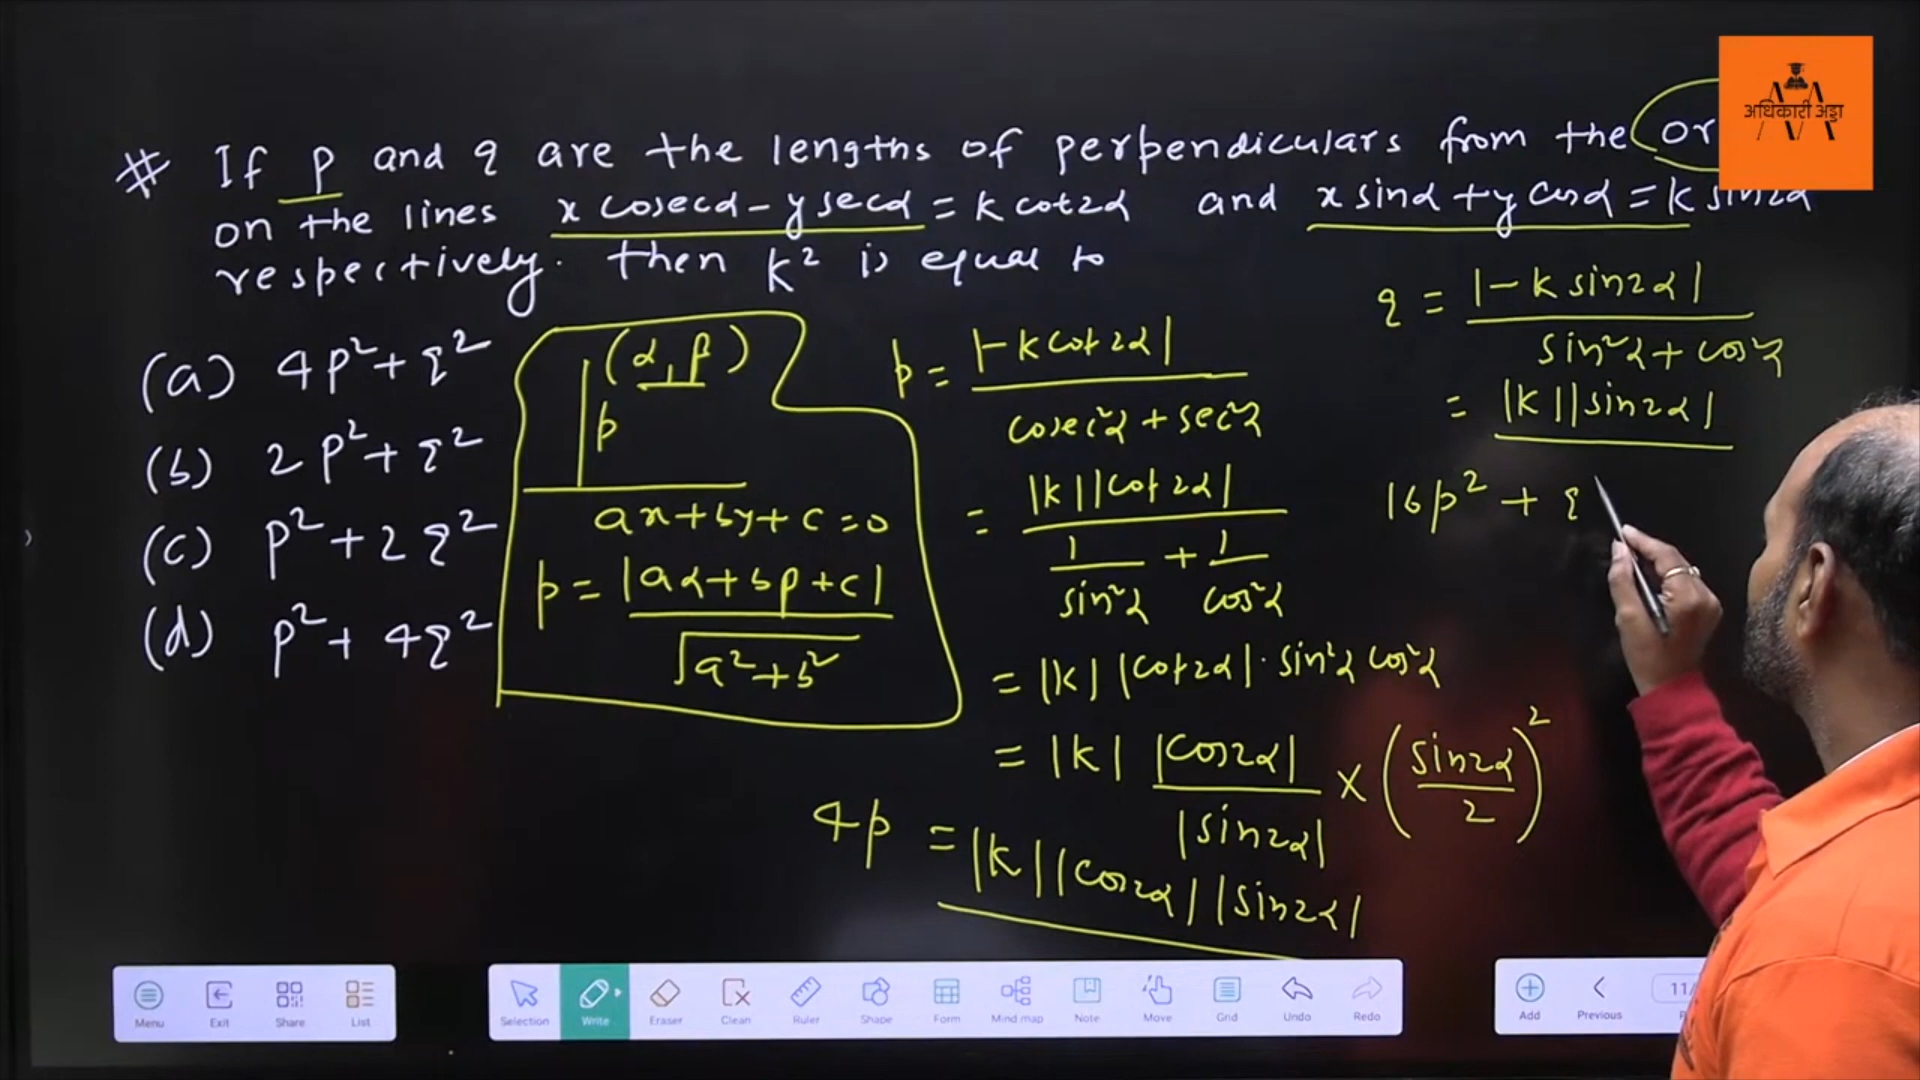 अधिकारी अड्डा
# If p and q are the lengths of perpendiculars from the or
on the lines x cosecα - y secα = k cot2α and x sinα + y cosα = k sin2α
respectively. then k² is equal to
(a) 4p² + q²
(b) 2p² + q²
(c) p² + 2q²
(d) p² + 4q²
(α, β)
p
ax + by + c = 0
p = |aα + bβ + c|
√a² + b²
p = |-k cot2α|
cosec²α + sec²α
= |k||cot2α|
1 + 1
sin²α cos²α
= |k| |cot2α| · sin²α cos²α
= |k| |cos2α| × (sin2α)²
|sin2α| 2
4p = |k||cos2α||sin2α|
q = |-k sin2α|
sin²α + cos²α
= |k||sin2α|
16p² + q
Menu Exit Share List
Selection Write Eraser Clean Ruler Shape Form Mind map Note Move Grid Undo Redo
Add Previous 11/